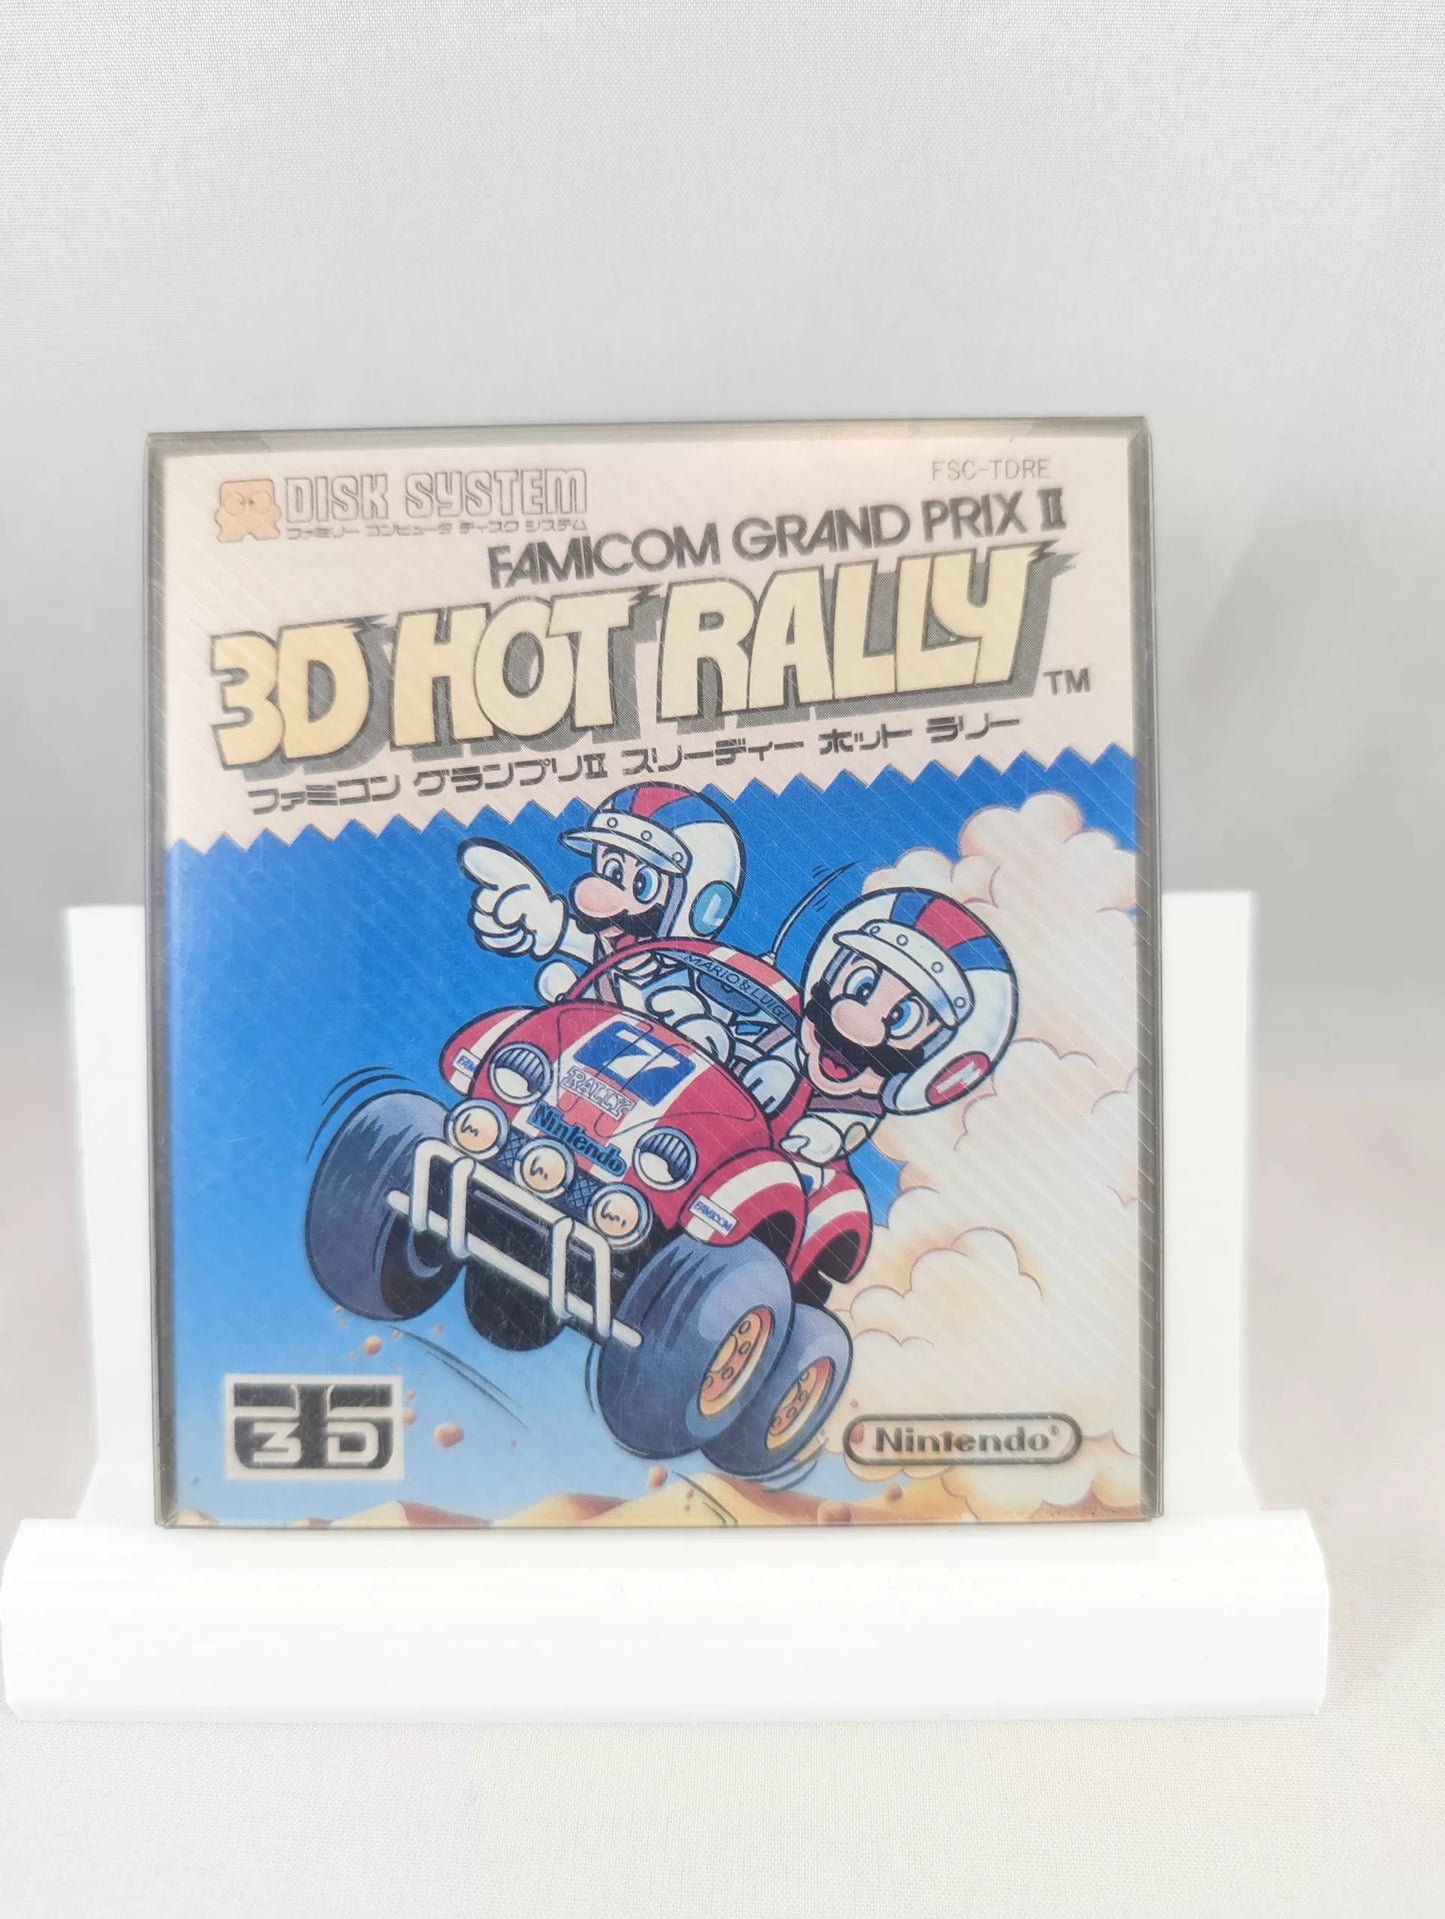 DISK SYSTEM
ファミリー コンピュータ ディスク システム
FSC-TDRE
FAMICOM GRAND PRIX II
3D HOT RALLY TM
ファミコン グランプリII スリーディー ホット ラリー
L
MARIO & LUIGI
M
7
RALLY
Nintendo
FAMICOM
3D
Nintendo®